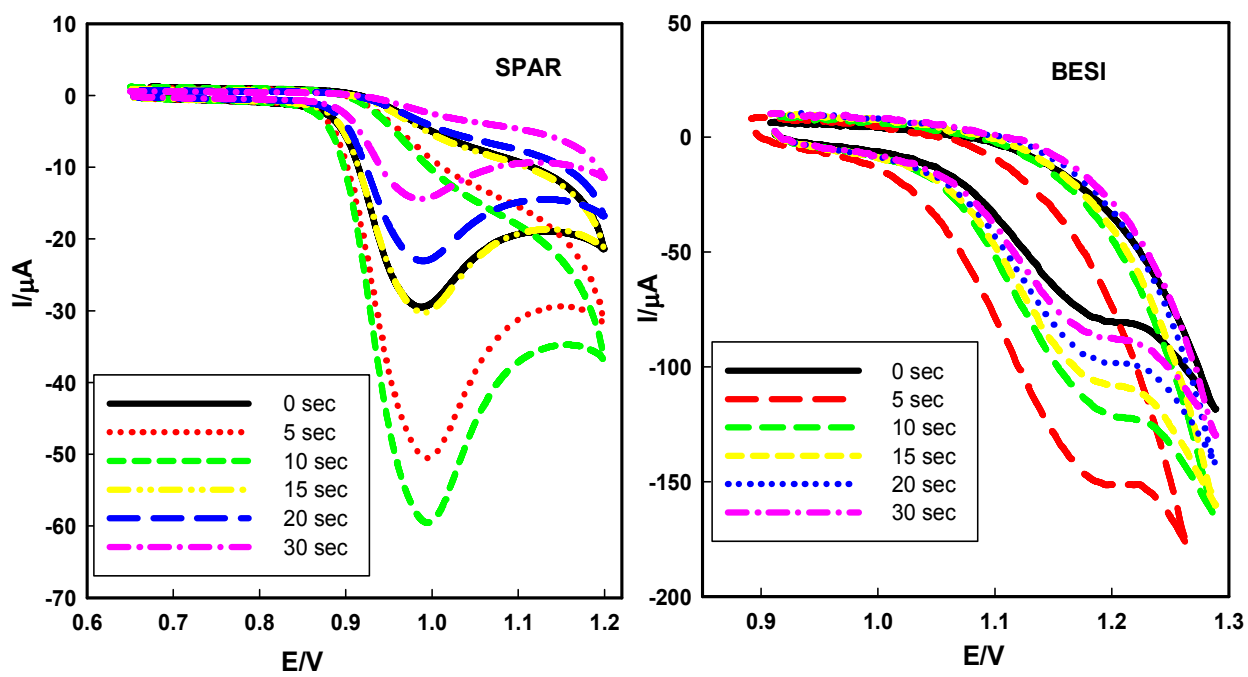 SPAR
I/µA
10
0
-10
-20
-30
-40
-50
-60
-70
0 sec
5 sec
10 sec
15 sec
20 sec
30 sec
0.6 0.7 0.8 0.9 1.0 1.1 1.2
E/V
BESI
I/µA
50
0
-50
-100
-150
-200
0 sec
5 sec
10 sec
15 sec
20 sec
30 sec
0.9 1.0 1.1 1.2 1.3
E/V